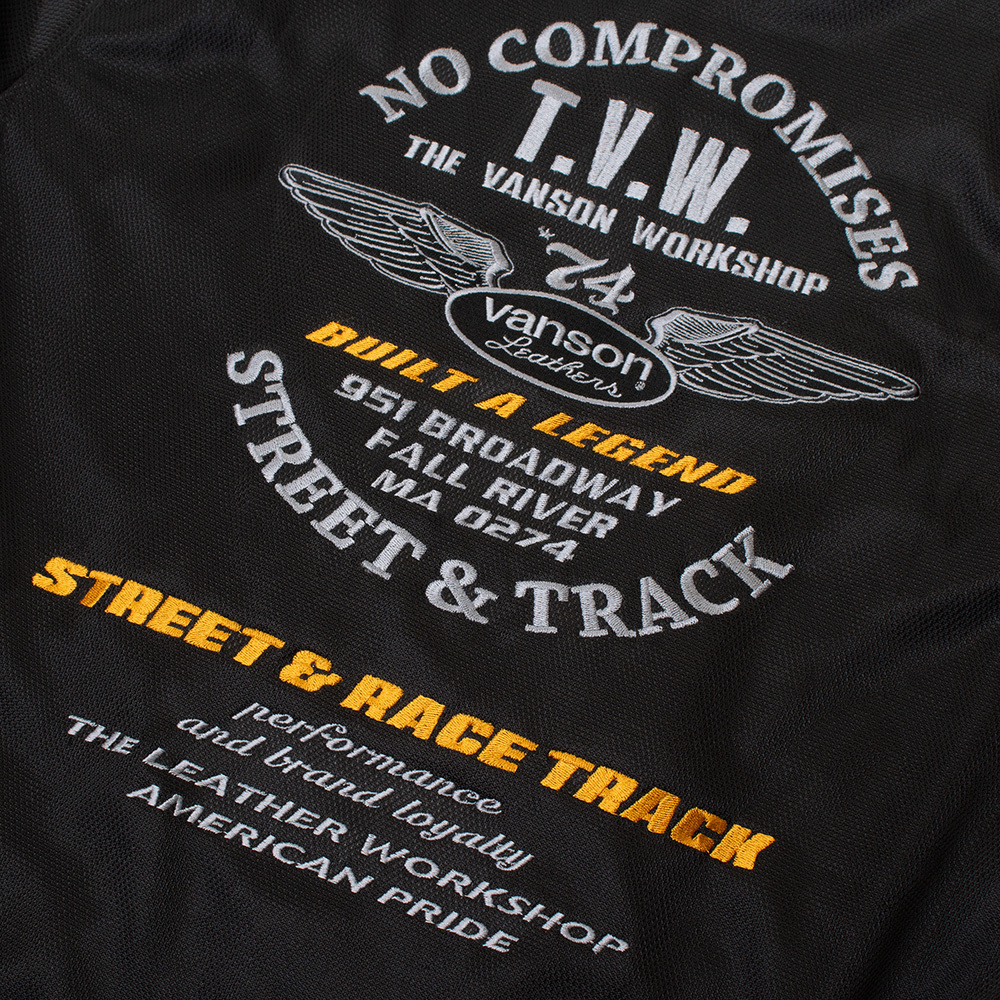 NO COMPROMISES
T.V.W.
THE VANSON WORKSHOP
'74
vanson
Leathers®
BUILT A LEGEND
951 BROADWAY
FALL RIVER
MA 0274
STREET & TRACK
STREET & RACE TRACK
performance
and brand loyalty
THE LEATHER WORKSHOP
AMERICAN PRIDE